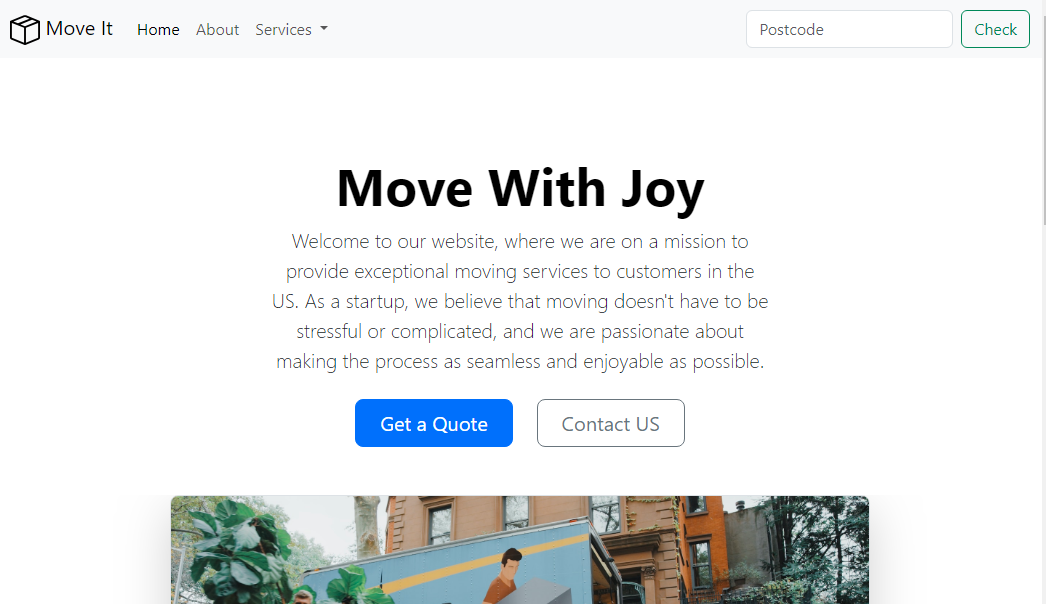 Move It Home About Services Postcode Check
Move With Joy
Welcome to our website, where we are on a mission to
provide exceptional moving services to customers in the
US. As a startup, we believe that moving doesn't have to be
stressful or complicated, and we are passionate about
making the process as seamless and enjoyable as possible.
Get a Quote Contact US